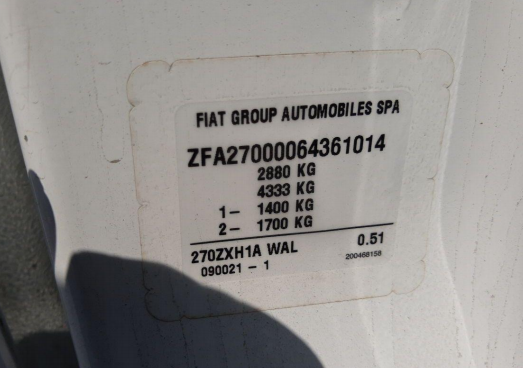 FIAT GROUP AUTOMOBILES SPA
ZFA27000064361014
2880 KG
4333 KG
1- 1400 KG
2- 1700 KG
270ZXH1A WAL 0.51
090021 - 1 200468158